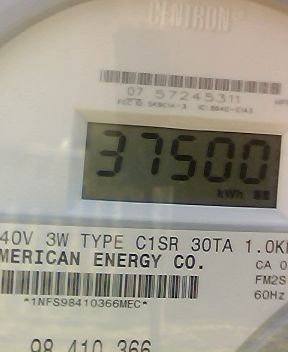 CENTRON
07 57245311
37500
kWh
40V 3W TYPE C1SR 30TA 1.0K
MERICAN ENERGY CO.
CA 0
FM2S
60Hz
*1NFS98410366MEC*
98 410 366